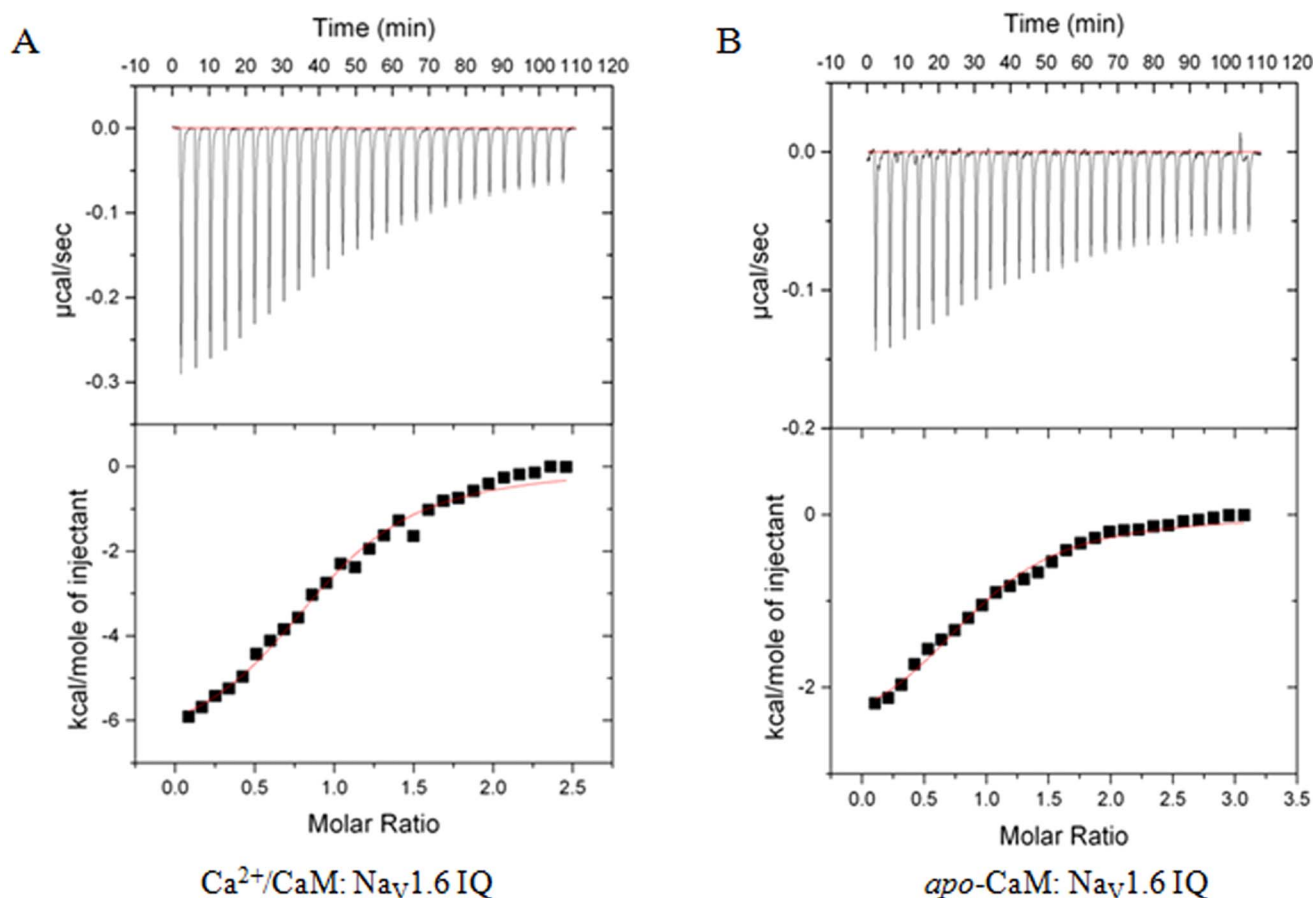 A
Time (min)
-10 0 10 20 30 40 50 60 70 80 90 100 110 120
0.0
-0.1
-0.2
-0.3
µcal/sec
0
-2
-4
-6
kcal/mole of injectant
0.0 0.5 1.0 1.5 2.0 2.5
Molar Ratio
Ca²⁺/CaM: NaV1.6 IQ
B
Time (min)
-10 0 10 20 30 40 50 60 70 80 90 100 110 120
0.0
-0.1
-0.2
µcal/sec
0
-2
kcal/mole of injectant
0.0 0.5 1.0 1.5 2.0 2.5 3.0 3.5
Molar Ratio
apo-CaM: NaV1.6 IQ